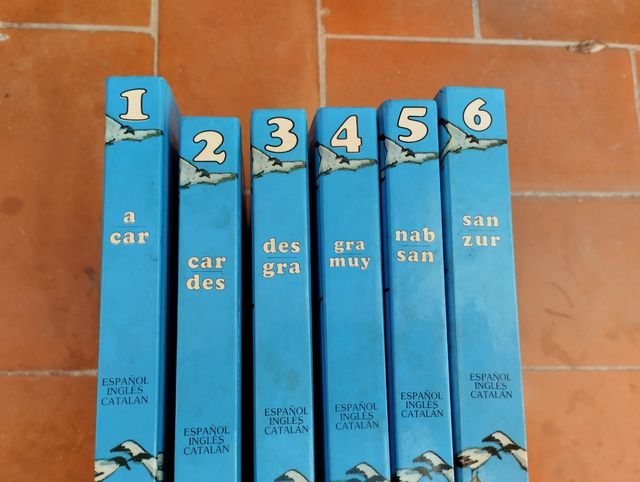 1
a
car
ESPAÑOL
INGLÉS
CATALÁN
2
car
des
ESPAÑOL
INGLÉS
CATALÁN
3
des
gra
ESPAÑOL
INGLÉS
CATALÁN
4
gra
muy
ESPAÑOL
INGLÉS
CATALÁN
5
nab
san
ESPAÑOL
INGLÉS
CATALÁN
6
san
zur
ESPAÑOL
INGLÉS
CATALÁN